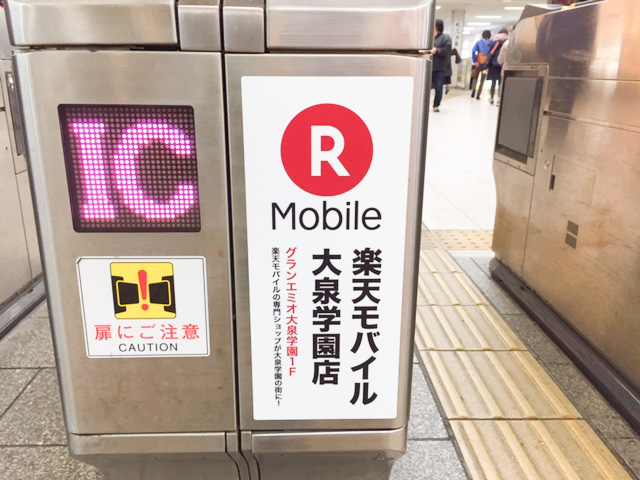 IC
扉にご注意
CAUTION
R
Mobile
楽天モバイル
大泉学園店
グランエミオ大泉学園1F
楽天モバイルの専門ショップが大泉学園の街に!